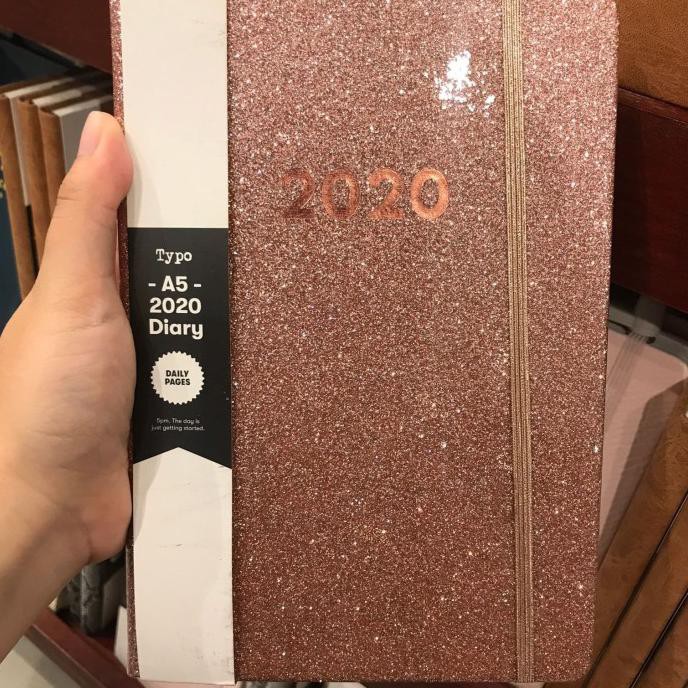 2020
Typo
- A5 -
2020
Diary
DAILY
PAGES
5pm, The day is
just getting started.